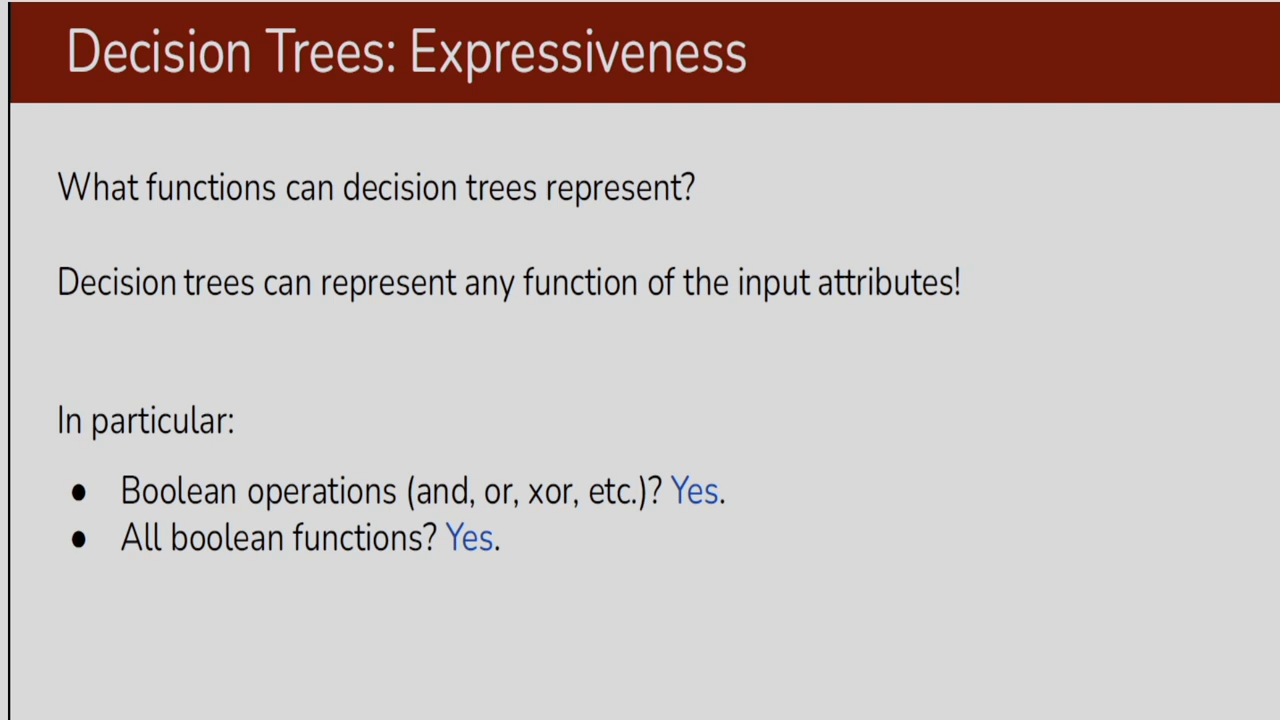 Decision Trees: Expressiveness
What functions can decision trees represent?
Decision trees can represent any function of the input attributes!
In particular:
● Boolean operations (and, or, xor, etc.)? Yes.
● All boolean functions? Yes.